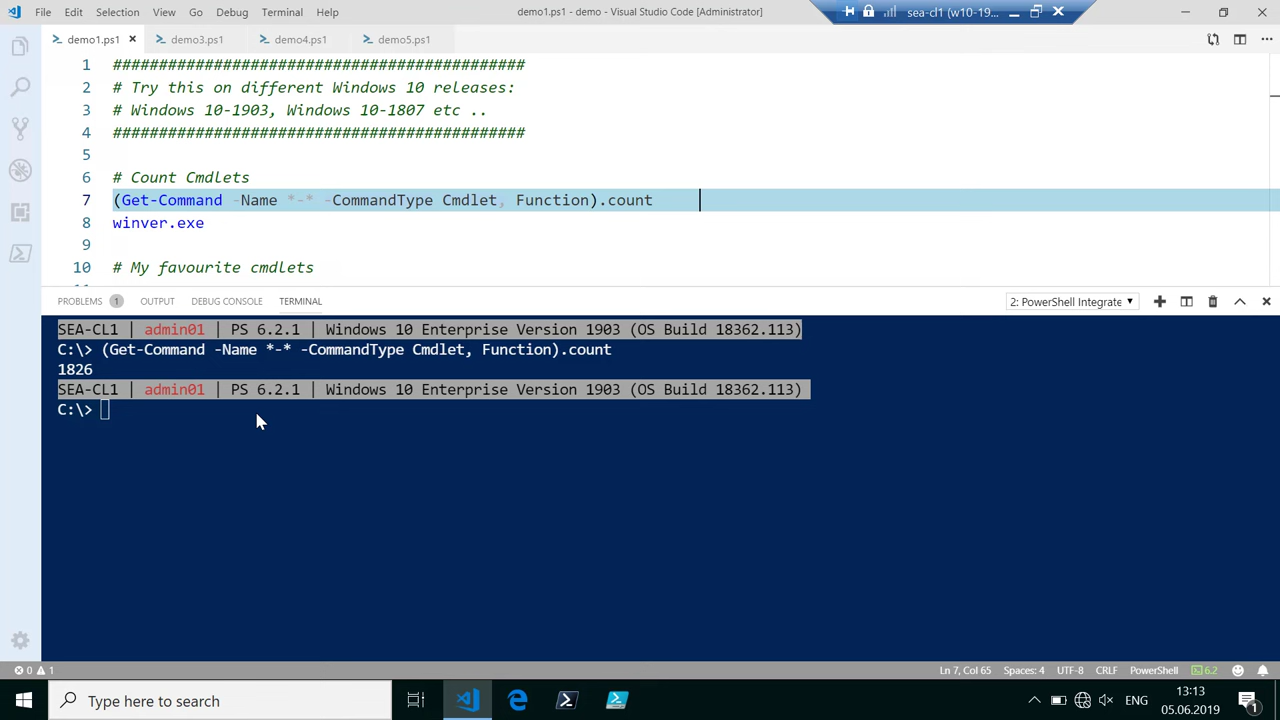 File Edit Selection View Go Debug Terminal Help
demo1.ps1 - demo - Visual Studio Code [Administrator]
sea-cl1 (w10-19...
demo1.ps1 demo3.ps1 demo4.ps1 demo5.ps1
1 #############################################
2 # Try this on different Windows 10 releases:
3 # Windows 10-1903, Windows 10-1807 etc ..
4 #############################################
5
6 # Count Cmdlets
7 (Get-Command -Name *-* -CommandType Cmdlet, Function).count
8 winver.exe
9
10 # My favourite cmdlets
PROBLEMS 1 OUTPUT DEBUG CONSOLE TERMINAL
2: PowerShell Integrate
SEA-CL1 | admin01 | PS 6.2.1 | Windows 10 Enterprise Version 1903 (OS Build 18362.113)
C:\> (Get-Command -Name *-* -CommandType Cmdlet, Function).count
1826
SEA-CL1 | admin01 | PS 6.2.1 | Windows 10 Enterprise Version 1903 (OS Build 18362.113)
C:\>
0 1 Ln 7, Col 65 Spaces: 4 UTF-8 CRLF PowerShell 6.2
Type here to search
ENG
13:13
05.06.2019
1